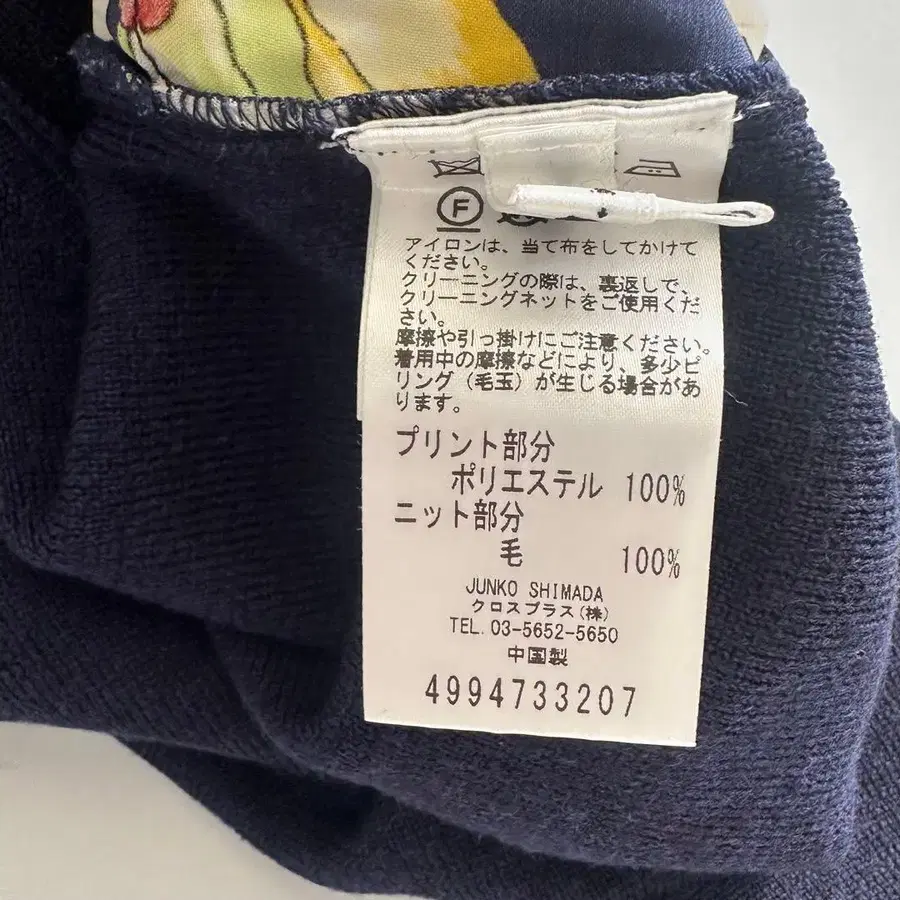 F
アイロンは、当て布をしてかけて
ください。
クリーニングの際は、裏返しで、
クリーニングネットをご使用くだ
さい。
摩擦や引っ掛けにご注意ください。
着用中の摩擦などにより、多少ピ
リング（毛玉）が生じる場合があ
ります。
プリント部分
ポリエステル 100%
ニット部分
毛 100%
JUNKO SHIMADA
クロスプラス(株)
TEL. 03-5652-5650
中国製
4994733207